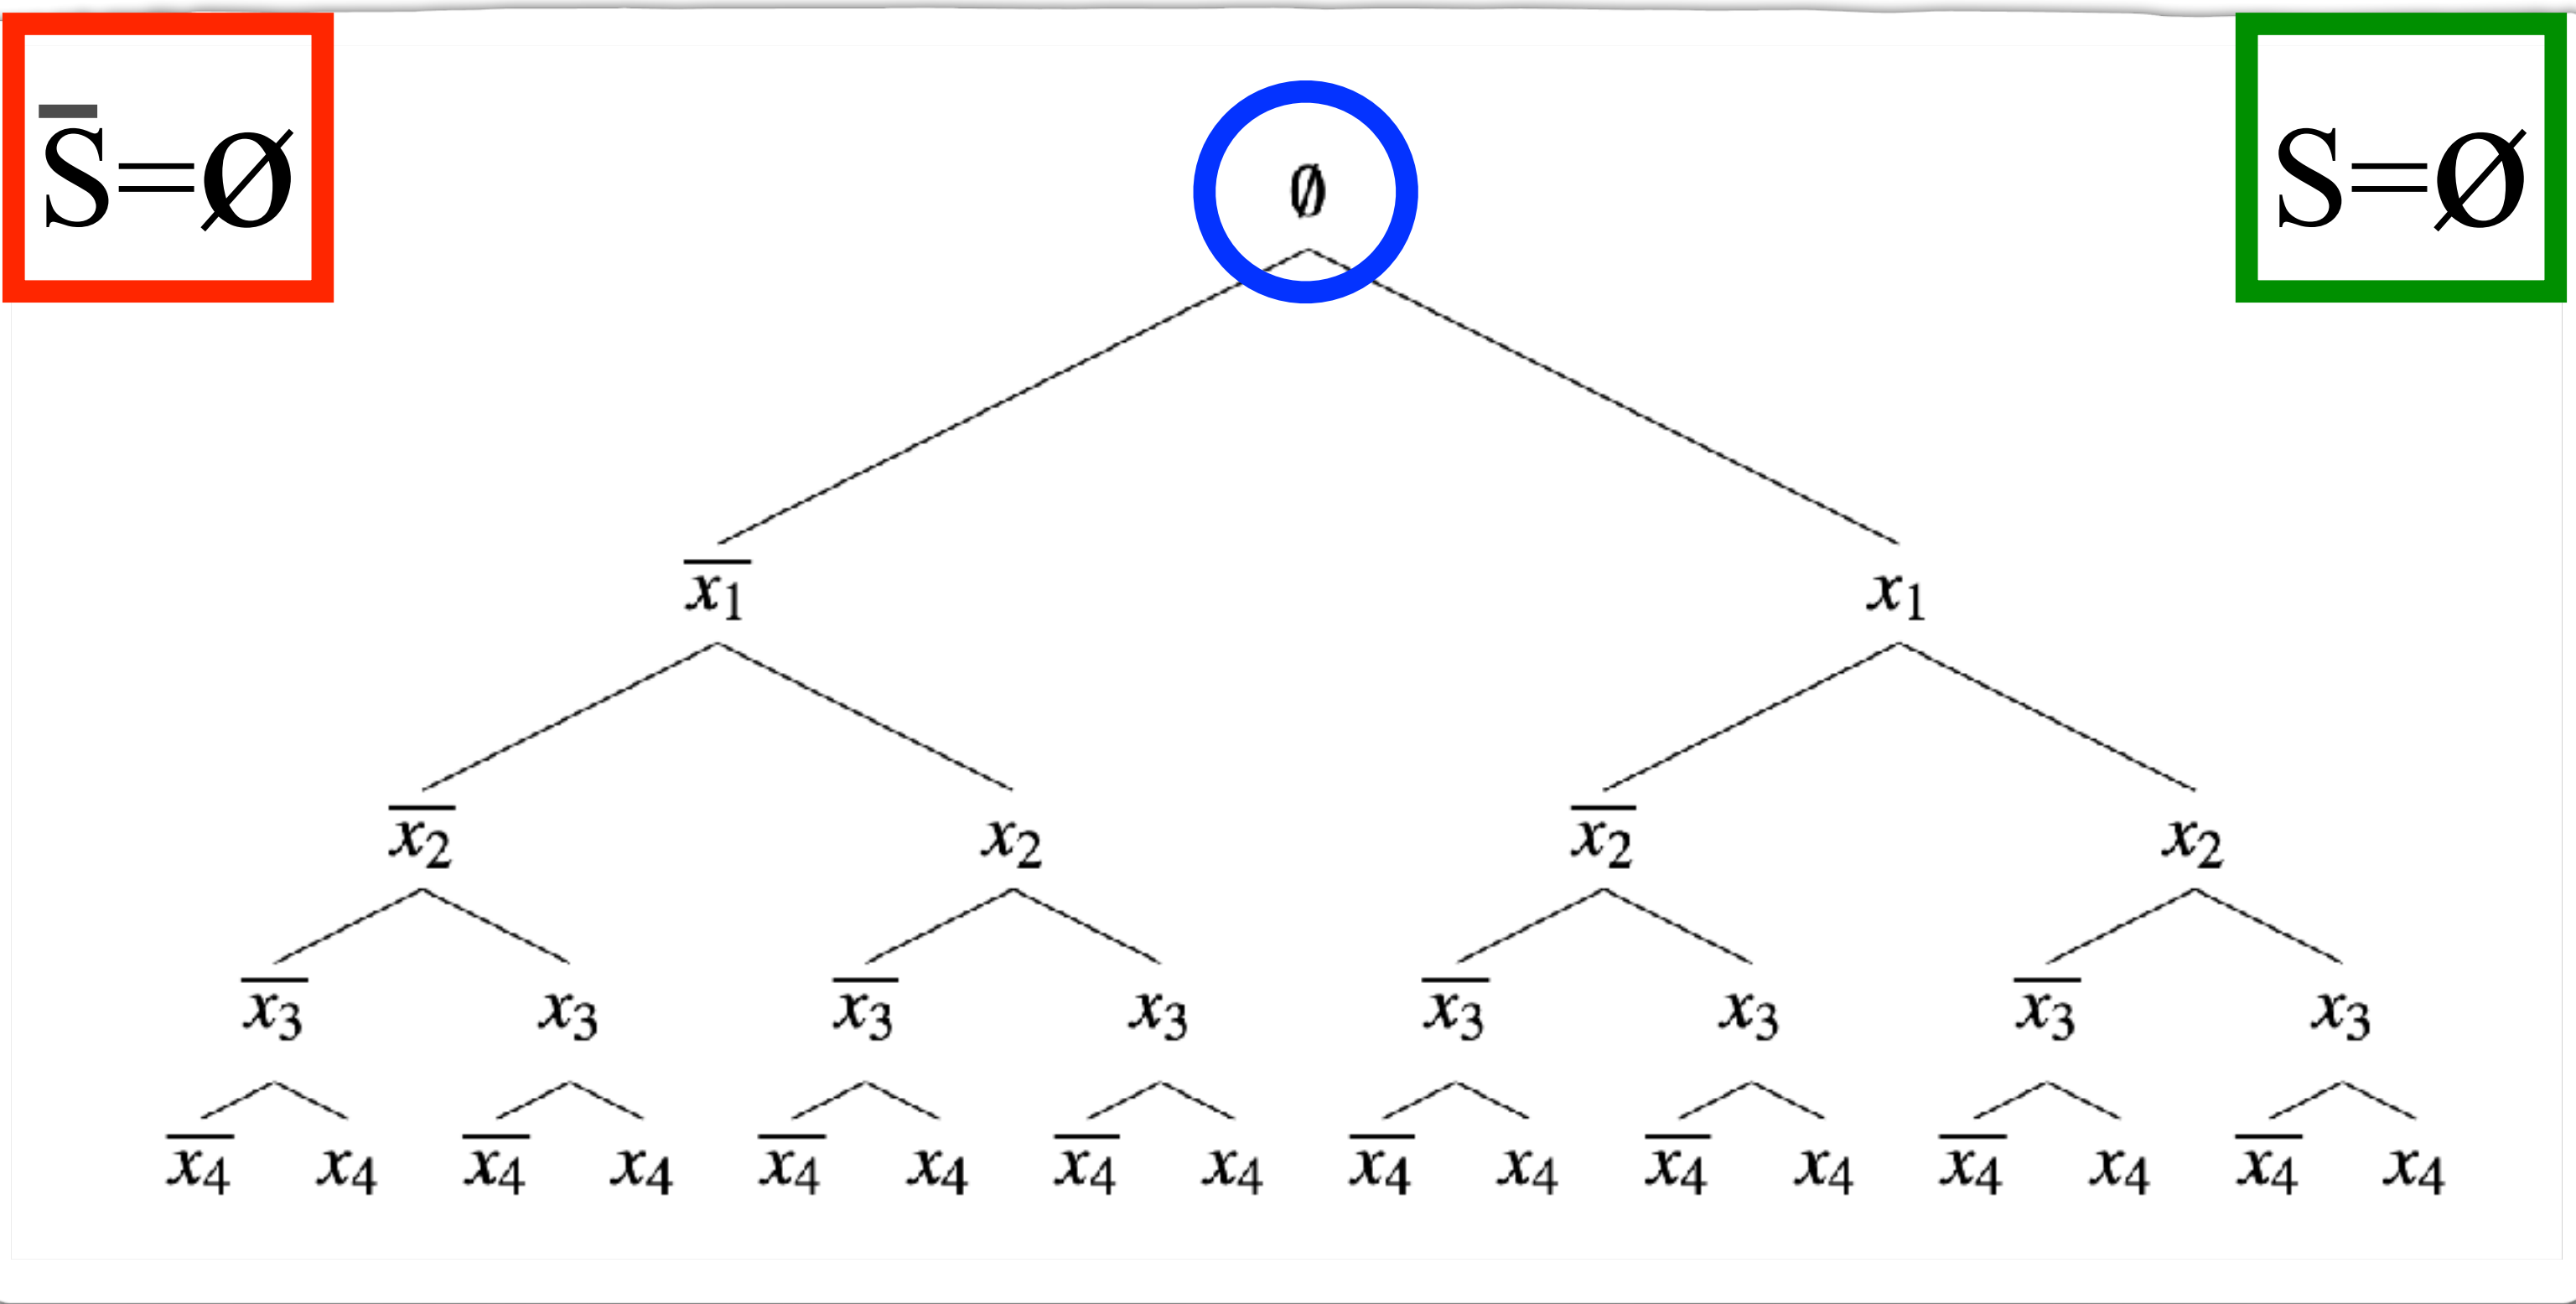 S̅=Ø
S=Ø
∅
x̅₁ x₁
x̅₂ x₂ x̅₂ x₂
x̅₃ x₃ x̅₃ x₃ x̅₃ x₃ x̅₃ x₃
x̅₄ x₄ x̅₄ x₄ x̅₄ x₄ x̅₄ x₄ x̅₄ x₄ x̅₄ x₄ x̅₄ x₄ x̅₄ x₄